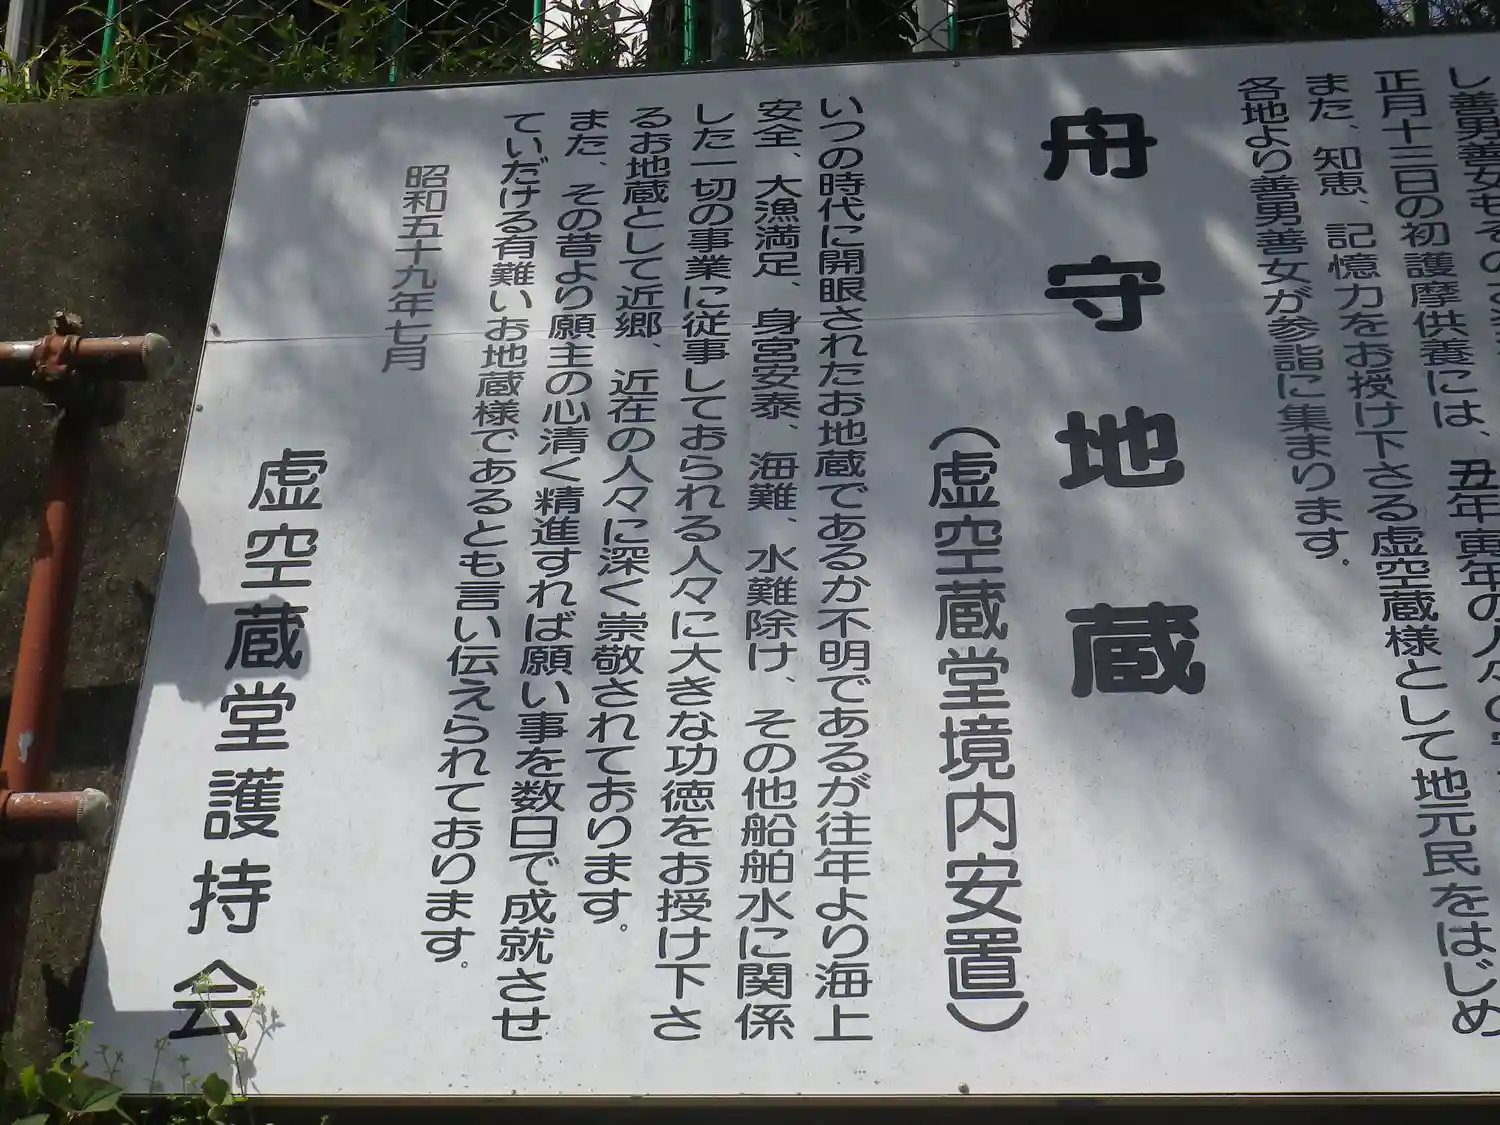 し善男善女もその
正月十三日の初護摩供養には、丑年寅年の人々の
また、知恵、記憶力をお授け下さる虚空蔵様として地元民をはじめ
各地より善男善女が参詣に集まります。
舟守地蔵
（虚空蔵堂境内安置）
いつの時代に開眼されたお地蔵であるか不明であるが往年より海上
安全、大漁満足、身宮安泰、海難、水難除け、その他船舶水に関係
した一切の事業に従事しておられる人々に大きな功徳をお授け下さ
るお地蔵として近郷、近在の人々に深く崇敬されております。
また、その昔より願主の心清く精進すれば願い事を数日で成就させ
ていだける有難いお地蔵様であるとも言い伝えられております。
昭和五十九年七月
虚空蔵堂護持会